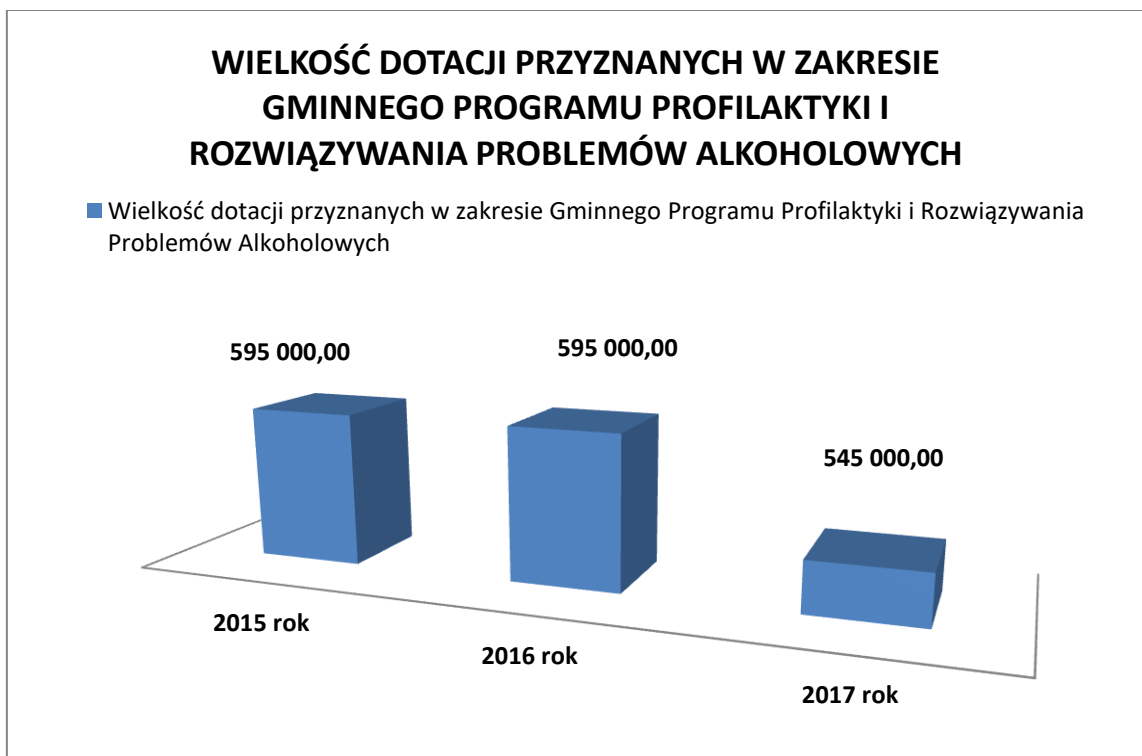 WIELKOŚĆ DOTACJI PRZYZNANYCH W ZAKRESIE
GMINNEGO PROGRAMU PROFILAKTYKI I
ROZWIĄZYWANIA PROBLEMÓW ALKOHOLOWYCH
Wielkość dotacji przyznanych w zakresie Gminnego Programu Profilaktyki i Rozwiązywania
Problemów Alkoholowych
595 000,00
595 000,00
545 000,00
2015 rok
2016 rok
2017 rok